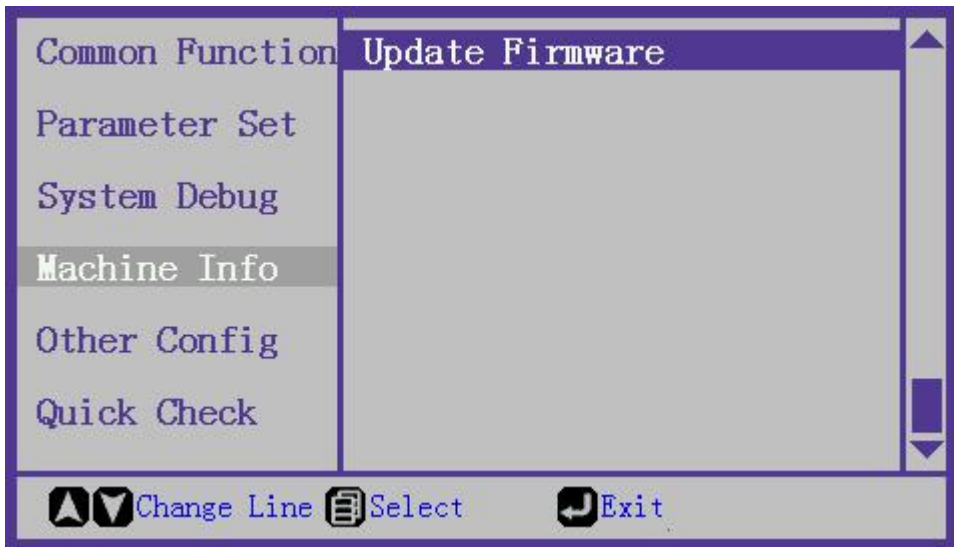 Common Function
Update Firmware
Parameter Set
System Debug
Machine Info
Other Config
Quick Check
Change Line Select Exit